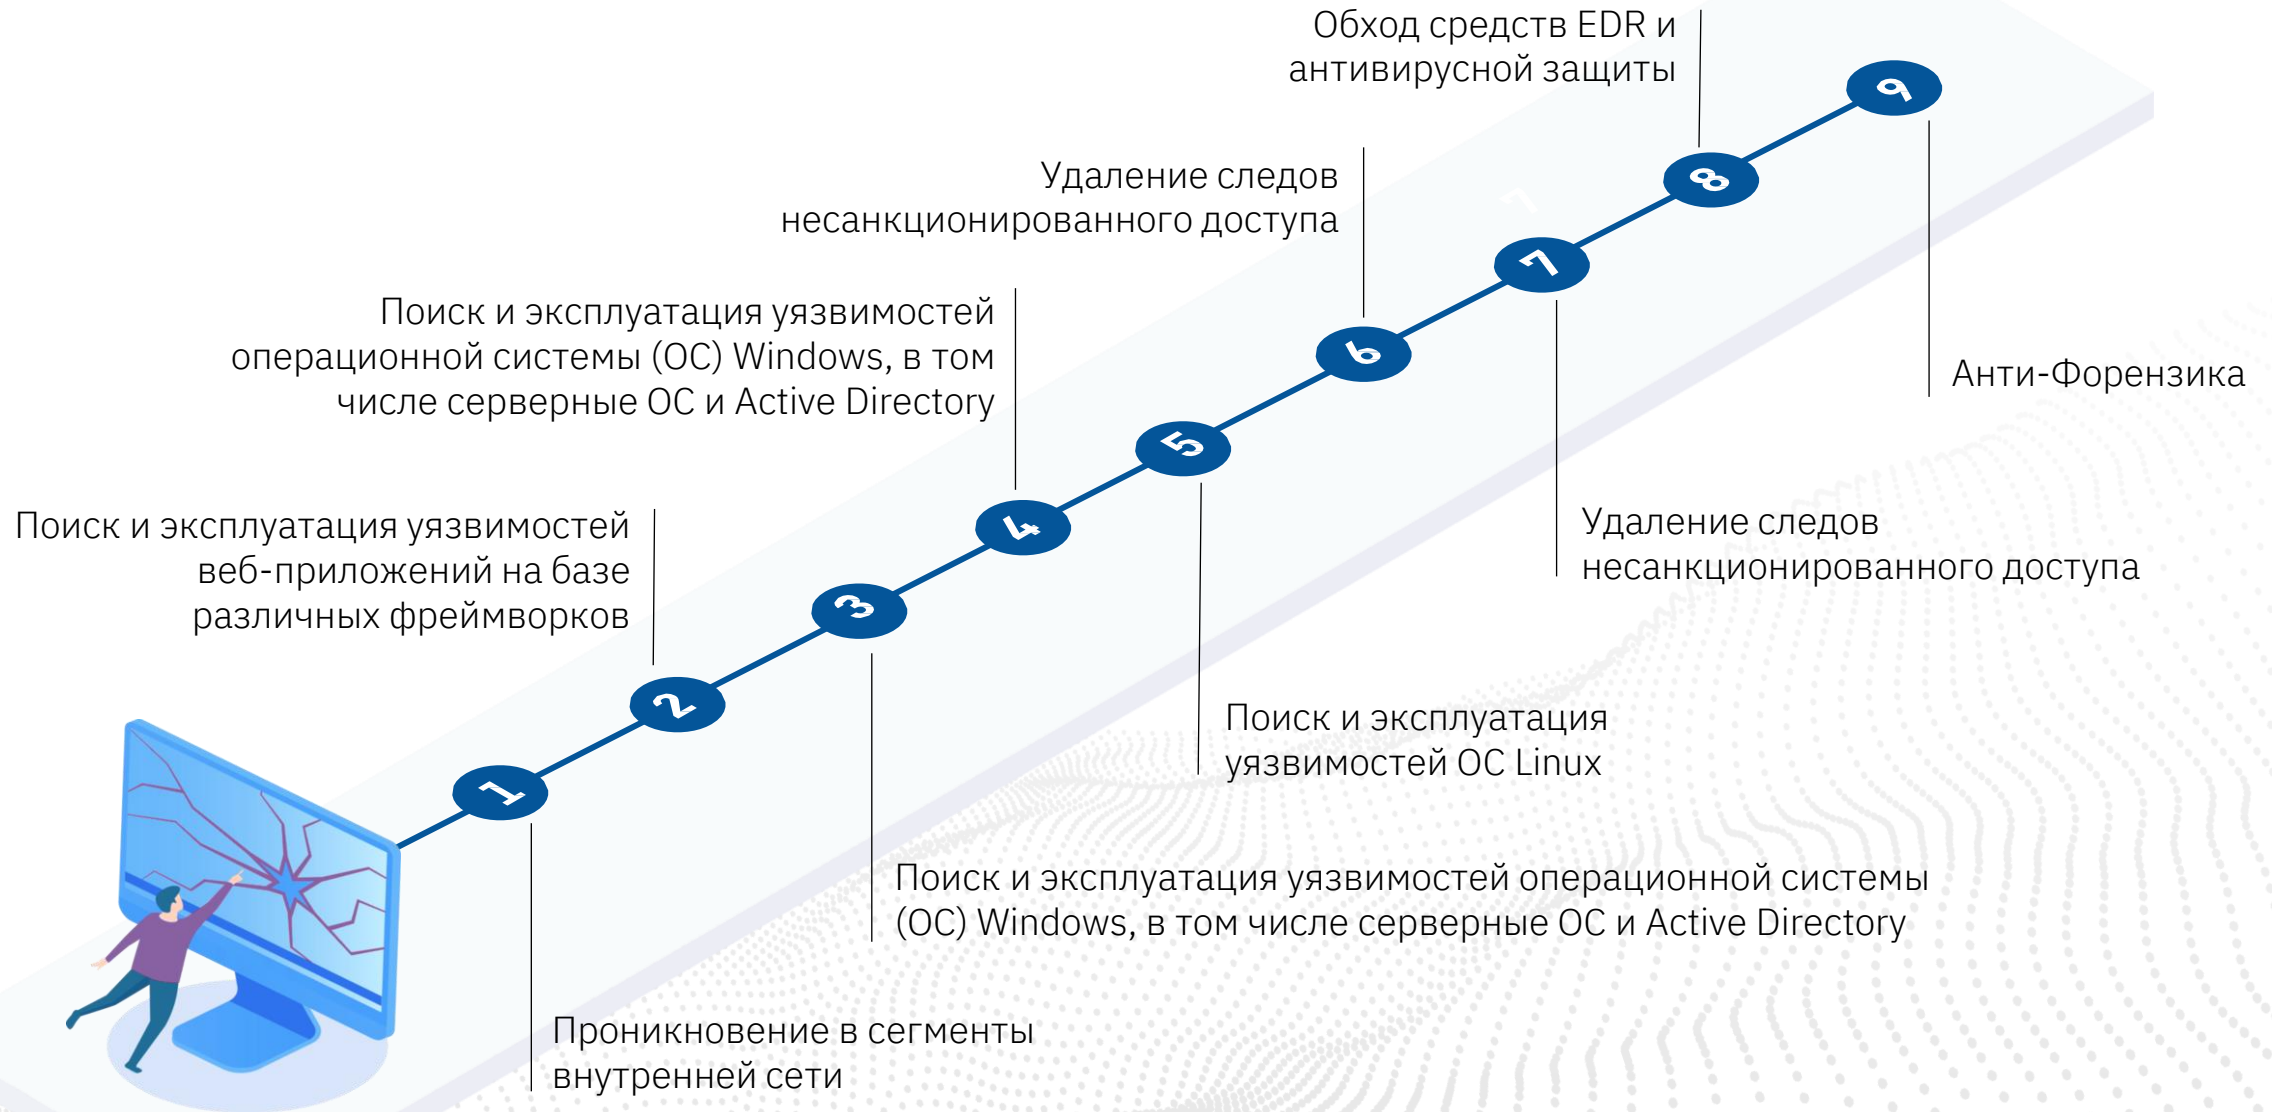 Обход средств EDR и
антивирусной защиты
9
Удаление следов
несанкционированного доступа
8
7
7
Поиск и эксплуатация уязвимостей
операционной системы (ОС) Windows, в том
числе серверные ОС и Active Directory
6
Анти-Форензика
5
Поиск и эксплуатация уязвимостей
веб-приложений на базе
различных фреймворков
4
Удаление следов
несанкционированного доступа
3
2
Поиск и эксплуатация
уязвимостей ОС Linux
1
Поиск и эксплуатация уязвимостей операционной системы
(ОС) Windows, в том числе серверные ОС и Active Directory
Проникновение в сегменты
внутренней сети